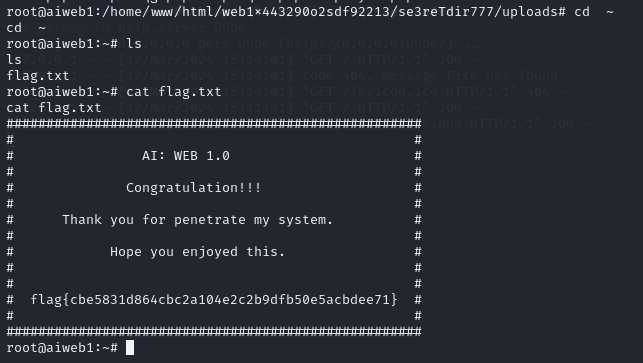 root@aiweb1:/home/www/html/web1×443290o2sdf92213/se3reTdir777/uploads# cd  ~
cd  ~
root@aiweb1:~# ls
ls
flag.txt
root@aiweb1:~# cat flag.txt
cat flag.txt
####################################################
#                                                  #
#                AI: WEB 1.0                       #
#                                                  #
#              Congratulation!!!                   #
#                                                  #
#      Thank you for penetrate my system.          #
#                                                  #
#            Hope you enjoyed this.                #
#                                                  #
#                                                  #
#  flag{cbe5831d864cbc2a104e2c2b9dfb50e5acbdee71}  #
#                                                  #
####################################################
root@aiweb1:~#